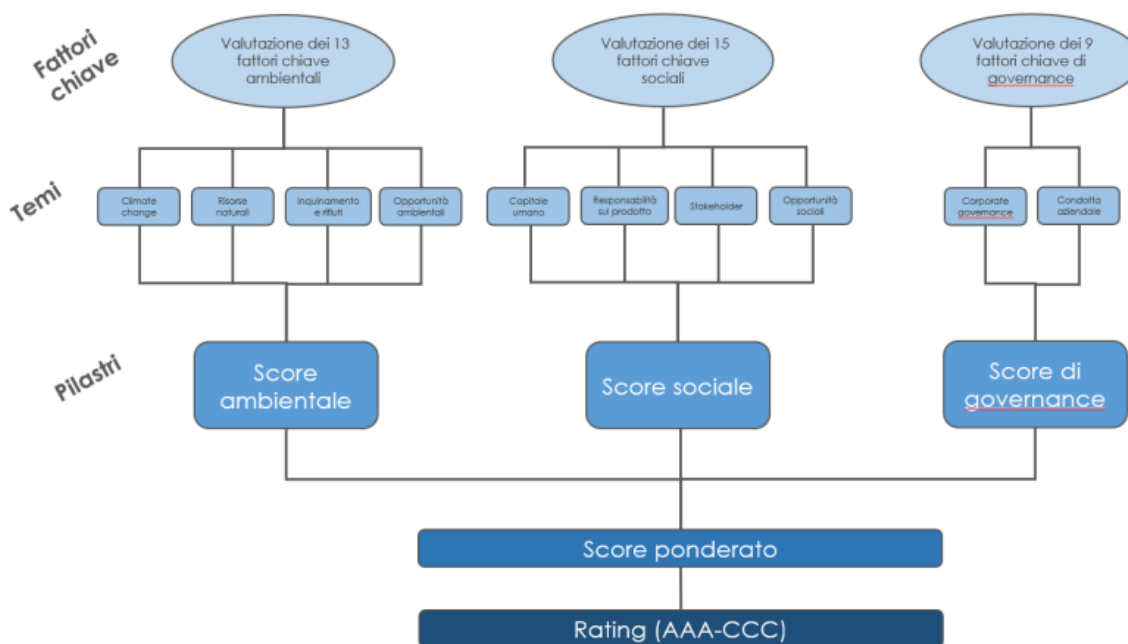 Fattori
chiave
Valutazione dei 13
fattori chiave
ambientali
Valutazione dei 15
fattori chiave
sociali
Valutazione dei 9
fattori chiave di
governance
Temi
Climate
change
Risorse
naturali
Inquinamento
e rifiuti
Opportunità
ambientali
Capitale
umano
Responsabilità
sul prodotto
Stakeholder
Opportunità
sociali
Corporate
governance
Condotta
aziendale
Pilastri
Score
ambientale
Score sociale
Score di
governance
Score ponderato
Rating (AAA-CCC)